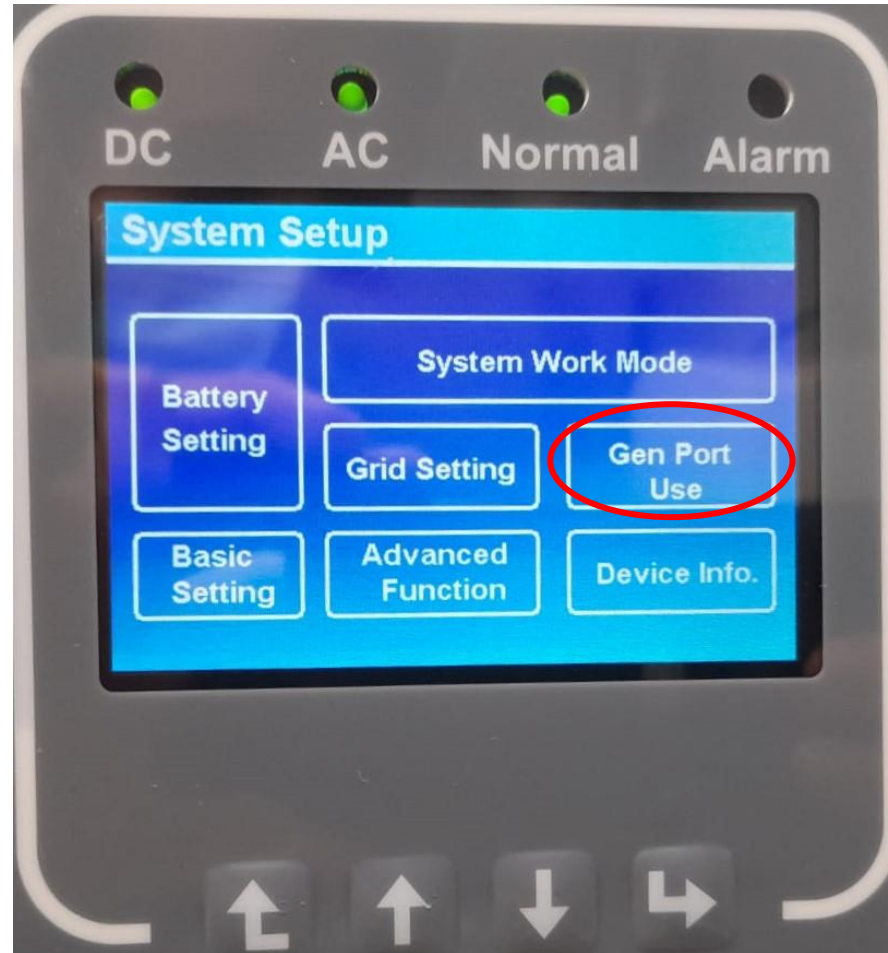 DC AC Normal Alarm
System Setup
Battery
Setting
System Work Mode
Grid Setting
Gen Port
Use
Basic
Setting
Advanced
Function
Device Info.